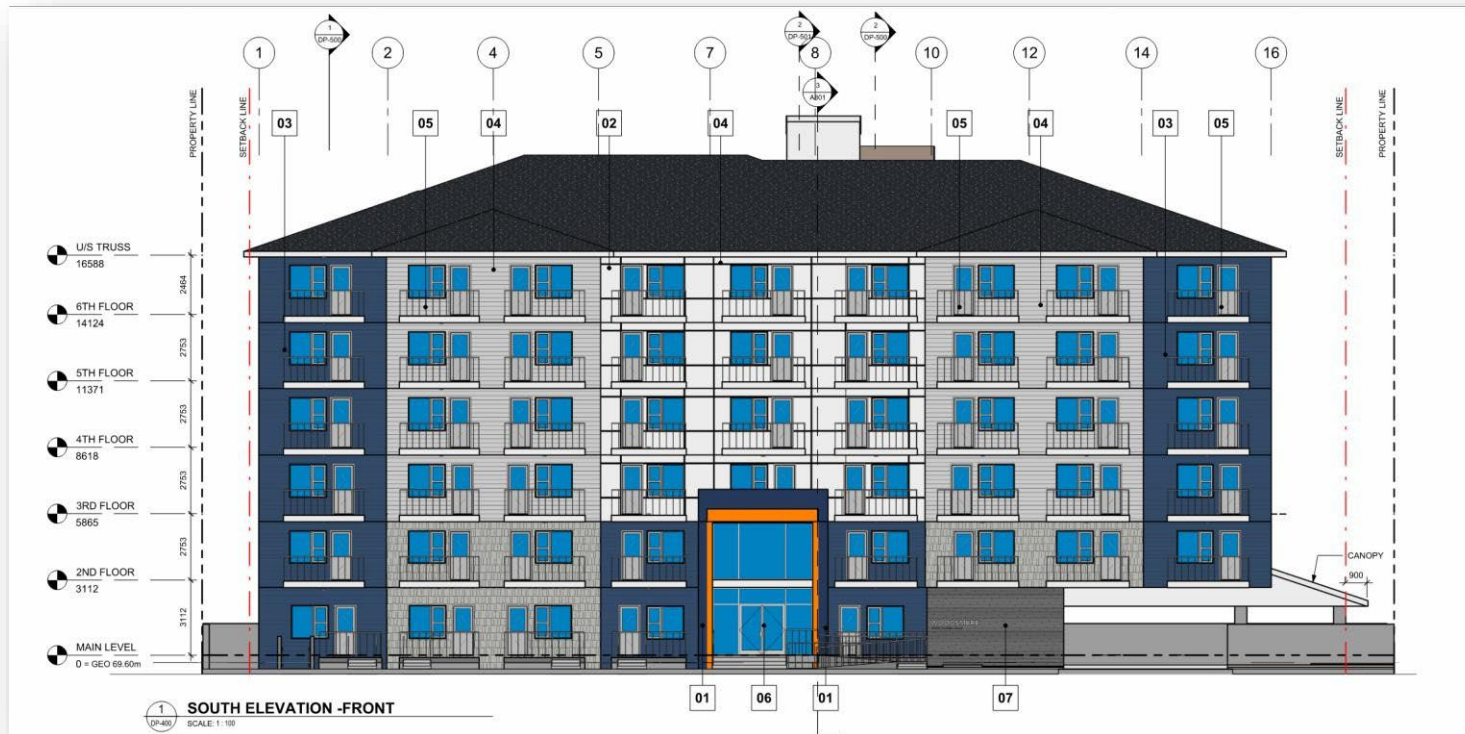 1
DP-500
2
DP-501
2
DP-500
1
2
4
5
7
8
10
12
14
16
3
A801
PROPERTY LINE
SETBACK LINE
SETBACK LINE
PROPERTY LINE
03
05
04
02
04
05
04
03
05
U/S TRUSS
16588
2464
6TH FLOOR
14124
2753
5TH FLOOR
11371
2753
4TH FLOOR
8618
2753
3RD FLOOR
5865
2753
2ND FLOOR
3112
3112
MAIN LEVEL
0 = GEO 69.60m
CANOPY
900
01
06
01
07
1
DP-400
SOUTH ELEVATION -FRONT
SCALE: 1 : 100